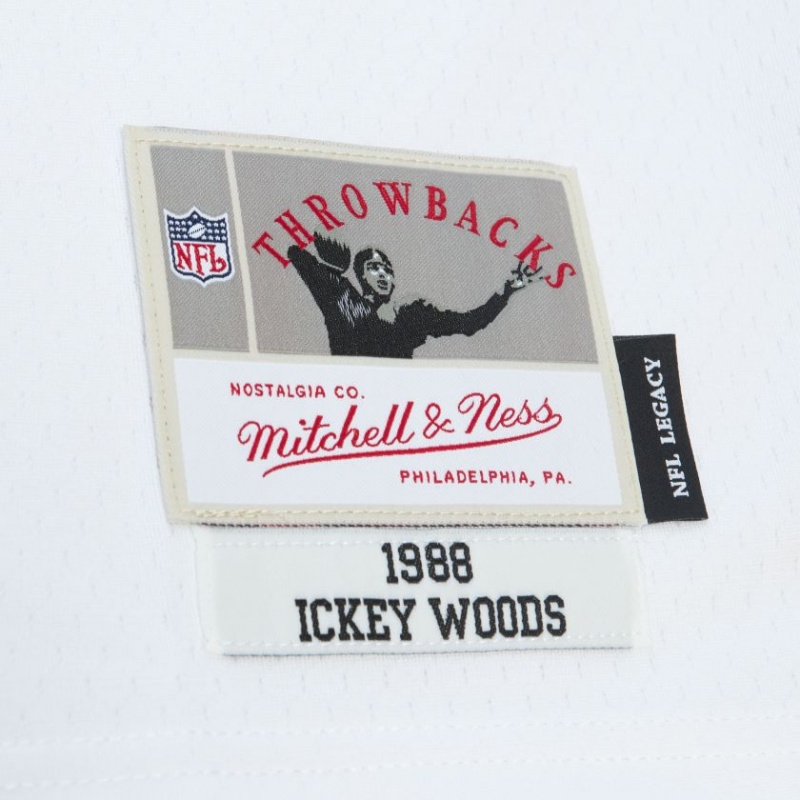 NFL
THROWBACKS
NOSTALGIA CO.
Mitchell & Ness
PHILADELPHIA, PA.
NFL LEGACY
1988
ICKEY WOODS